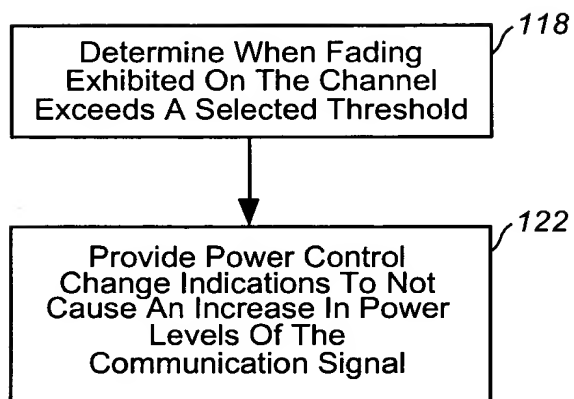 118
Determine When Fading
Exhibited On The Channel
Exceeds A Selected Threshold
122
Provide Power Control
Change Indications To Not
Cause An Increase In Power
Levels Of The
Communication Signal